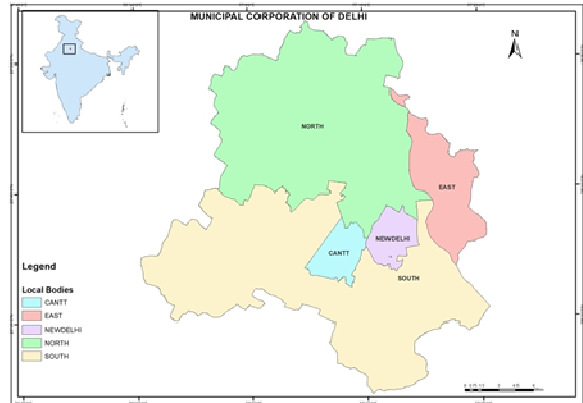 MUNICIPAL CORPORATION OF DELHI
N
NORTH
EAST
NEWDELHI
CANTT
SOUTH
Legend
Local Bodies
CANTT
EAST
NEWDELHI
NORTH
SOUTH